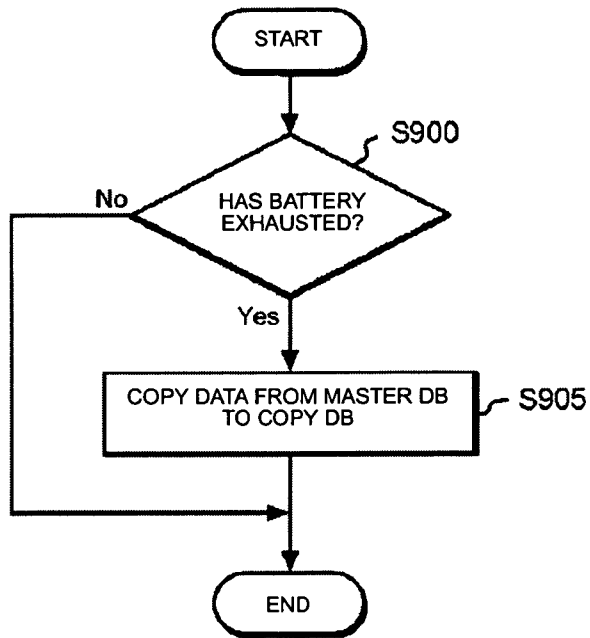 START
S900
No
HAS BATTERY
EXHAUSTED?
Yes
COPY DATA FROM MASTER DB
TO COPY DB
S905
END